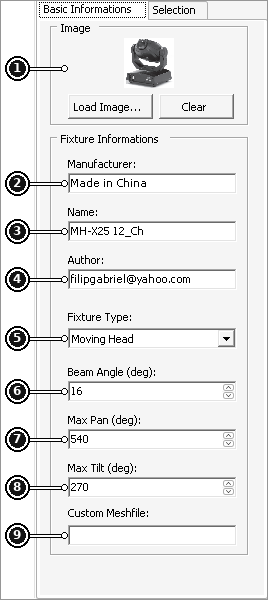 Basic Informations Selection
Image
1
Load Image... Clear
Fixture Informations
Manufacturer:
2 Made in China
Name:
3 MH-X25 12_Ch
Author:
4 filipgabriel@yahoo.com
Fixture Type:
5 Moving Head
Beam Angle (deg):
6 16
Max Pan (deg):
7 540
Max Tilt (deg):
8 270
Custom Meshfile:
9